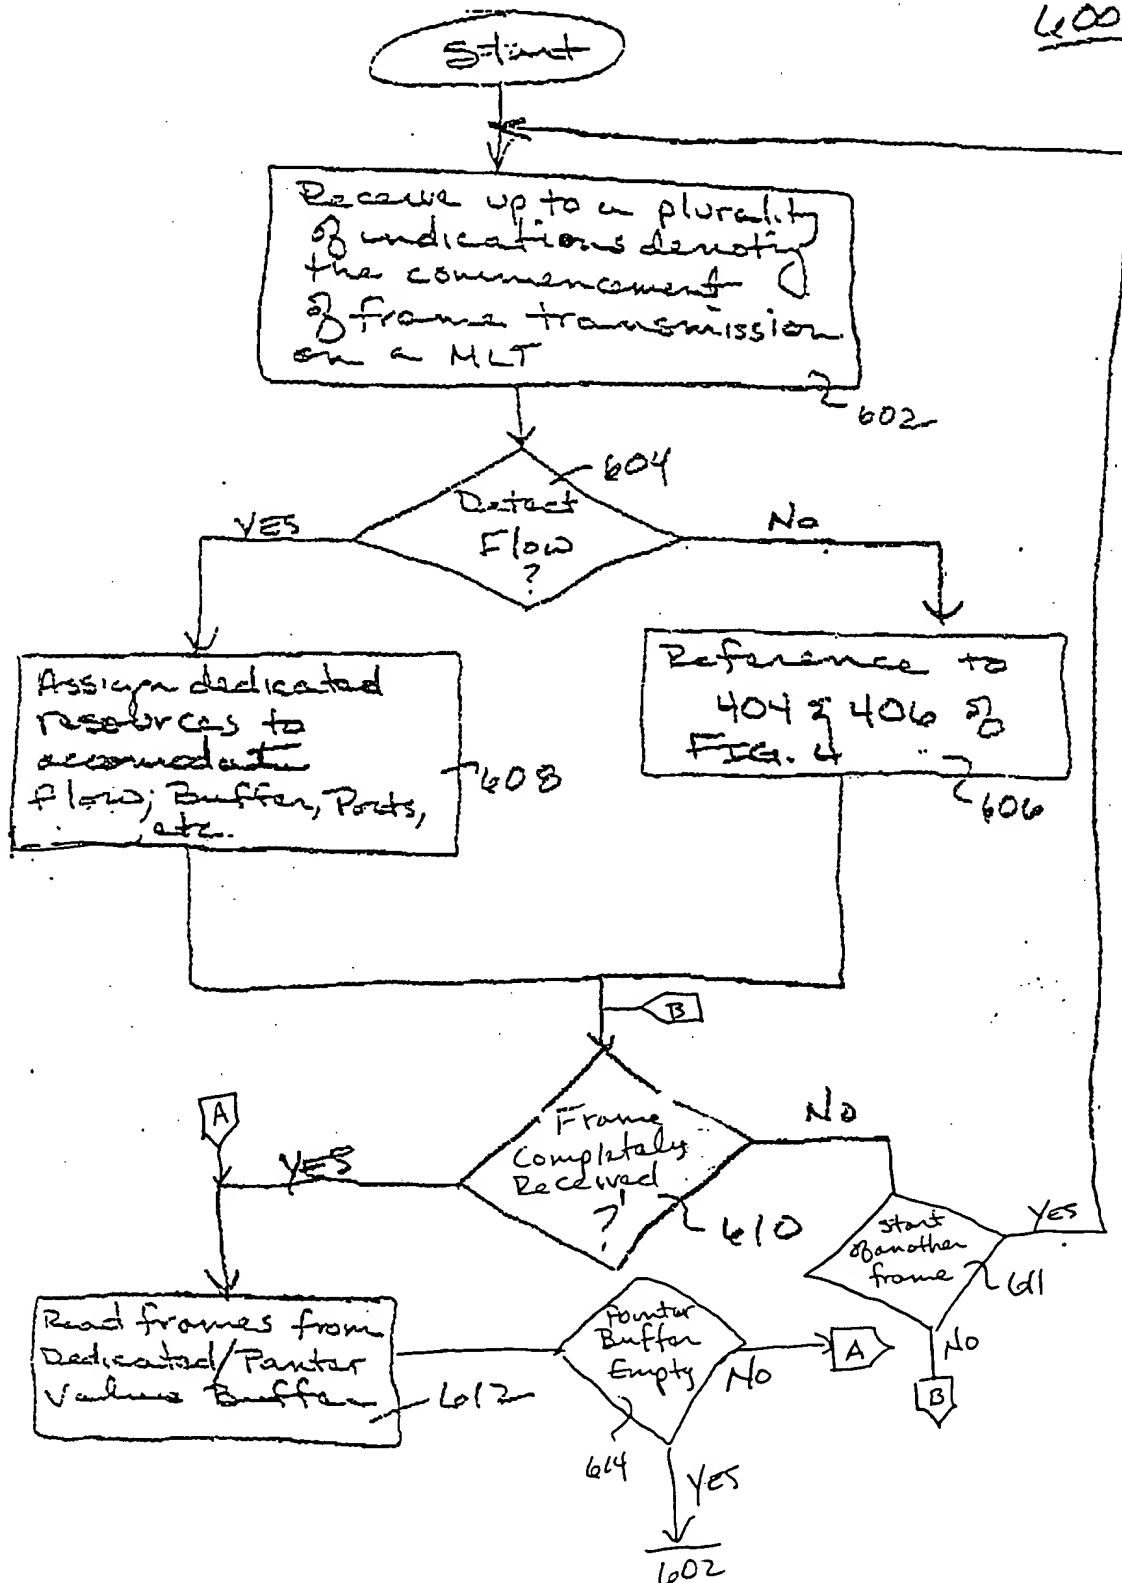 600
Start
Receive up to a plurality
of indications denoting
the commencement
of frame transmission
on a MLT
602
604
Detect
Flow
?
YES
No
Assign dedicated
resources to
accomodate
flow; Buffer, Ports,
etc.
608
Reference to
404 & 406 of
FIG. 4
606
B
A
Frame
Completely
Received
?
YES
No
610
Start
of another
frame
YES
611
NO
B
Read frames from
Dedicated/Pointer
Value Buffer
612
Pointer
Buffer
Empty
NO
A
614
YES
602